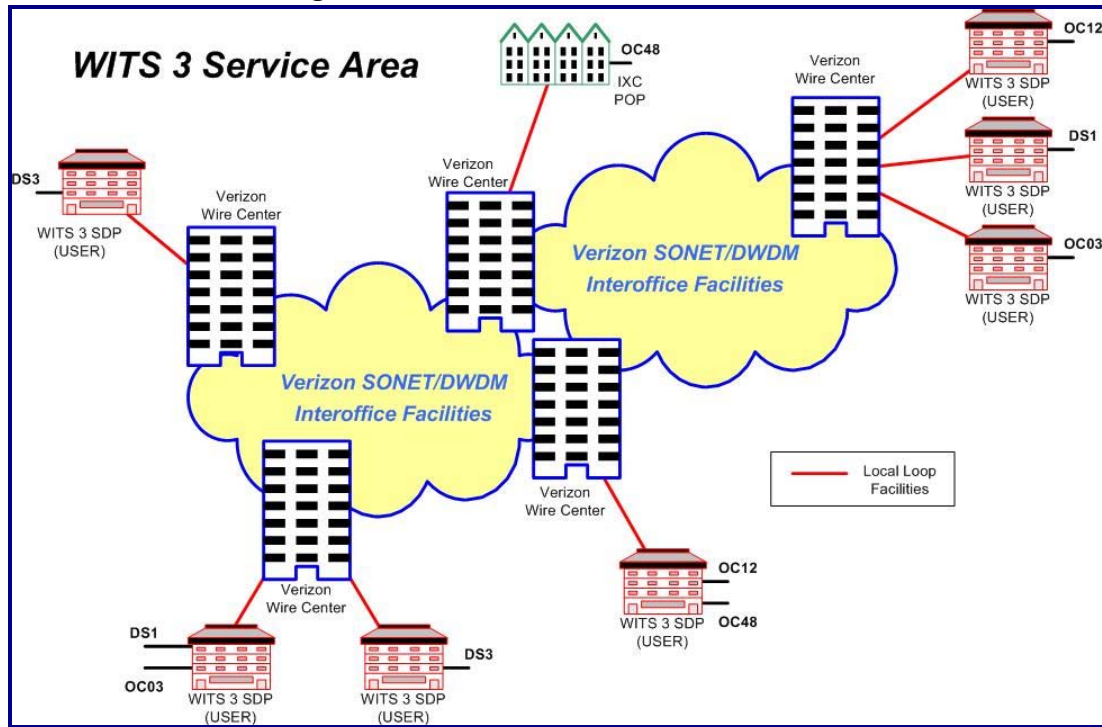 WITS 3 Service Area
OC48
IXC
POP
Verizon
Wire Center
OC12
WITS 3 SDP
(USER)
DS1
WITS 3 SDP
(USER)
OC03
WITS 3 SDP
(USER)
DS3
WITS 3 SDP
(USER)
Verizon
Wire Center
Verizon
Wire Center
Verizon SONET/DWDM
Interoffice Facilities
Verizon SONET/DWDM
Interoffice Facilities
Local Loop
Facilities
Verizon
Wire Center
OC12
OC48
WITS 3 SDP
(USER)
Verizon
Wire Center
DS1
OC03
WITS 3 SDP
(USER)
DS3
WITS 3 SDP
(USER)